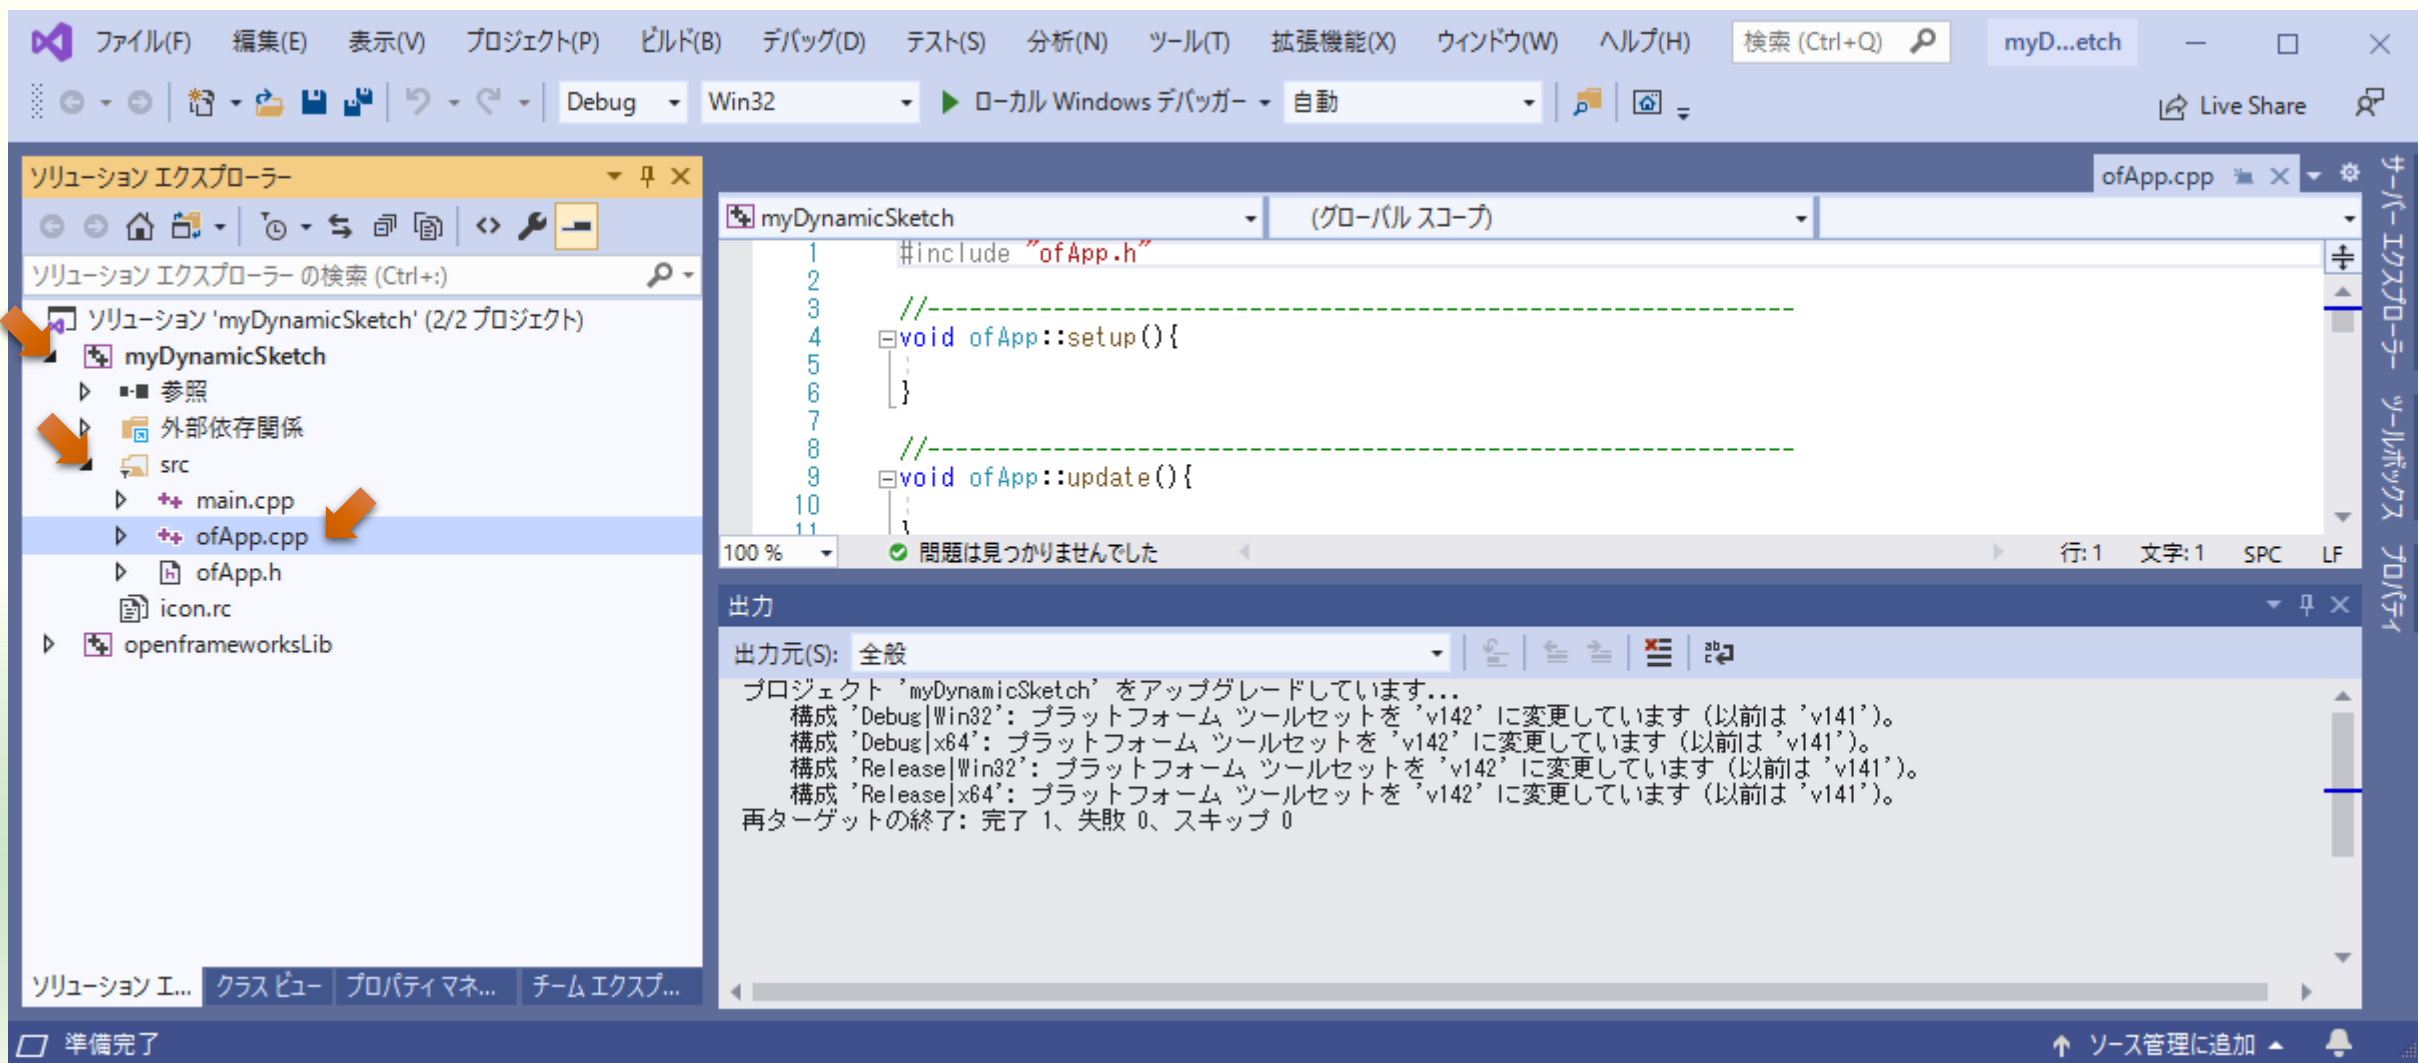 ファイル(F) 編集(E) 表示(V) プロジェクト(P) ビルド(B) デバッグ(D) テスト(S) 分析(N) ツール(T) 拡張機能(X) ウィンドウ(W) ヘルプ(H) 検索 (Ctrl+Q) myD...etch
Debug Win32 ローカル Windows デバッガー 自動 Live Share
ソリューション エクスプローラー
ソリューション エクスプローラー の検索 (Ctrl+:)
ソリューション 'myDynamicSketch' (2/2 プロジェクト)
myDynamicSketch
参照
外部依存関係
src
main.cpp
ofApp.cpp
ofApp.h
icon.rc
openframeworksLib
ソリューション エ... クラス ビュー プロパティ マネ... チーム エクスプ...
ofApp.cpp
myDynamicSketch (グローバル スコープ)
1 #include "ofApp.h"
2
3 //--------------------------------------------------------------
4 void ofApp::setup(){
5
6 }
7
8 //--------------------------------------------------------------
9 void ofApp::update(){
10
11 }
100 % 問題は見つかりませんでした 行: 1 文字: 1 SPC LF
出力
出力元(S): 全般
プロジェクト 'myDynamicSketch' をアップグレードしています...
構成 'Debug|Win32': プラットフォーム ツールセットを 'v142' に変更しています (以前は 'v141')。
構成 'Debug|x64': プラットフォーム ツールセットを 'v142' に変更しています (以前は 'v141')。
構成 'Release|Win32': プラットフォーム ツールセットを 'v142' に変更しています (以前は 'v141')。
構成 'Release|x64': プラットフォーム ツールセットを 'v142' に変更しています (以前は 'v141')。
再ターゲットの終了: 完了 1、失敗 0、スキップ 0
サーバー エクスプローラー
ツールボックス
プロパティ
準備完了 ソース管理に追加